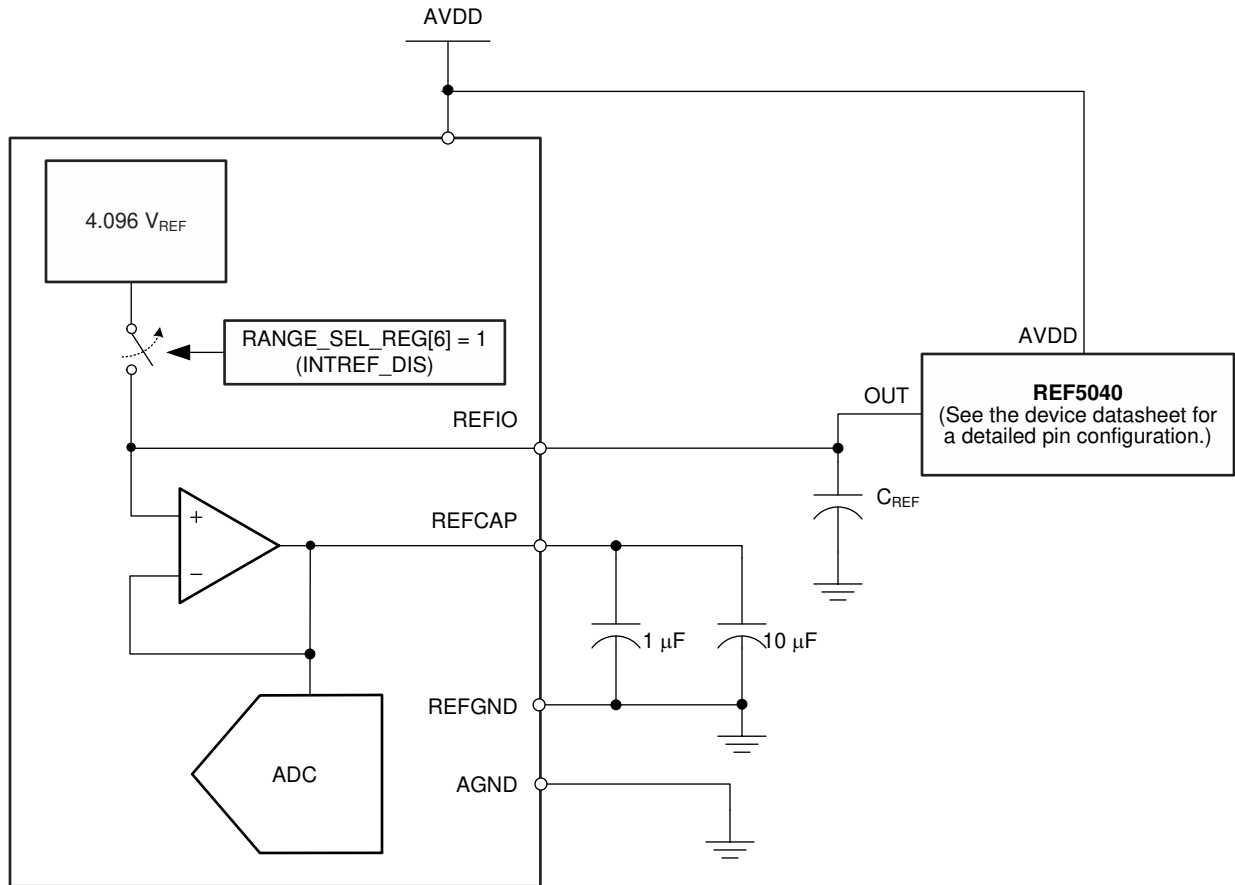 AVDD
4.096 VREF
RANGE_SEL_REG[6] = 1
(INTREF_DIS)
AVDD
REF5040
(See the device datasheet for
a detailed pin configuration.)
OUT
REFIO
CREF
REFCAP
+
−
1 μF
10 μF
REFGND
ADC
AGND